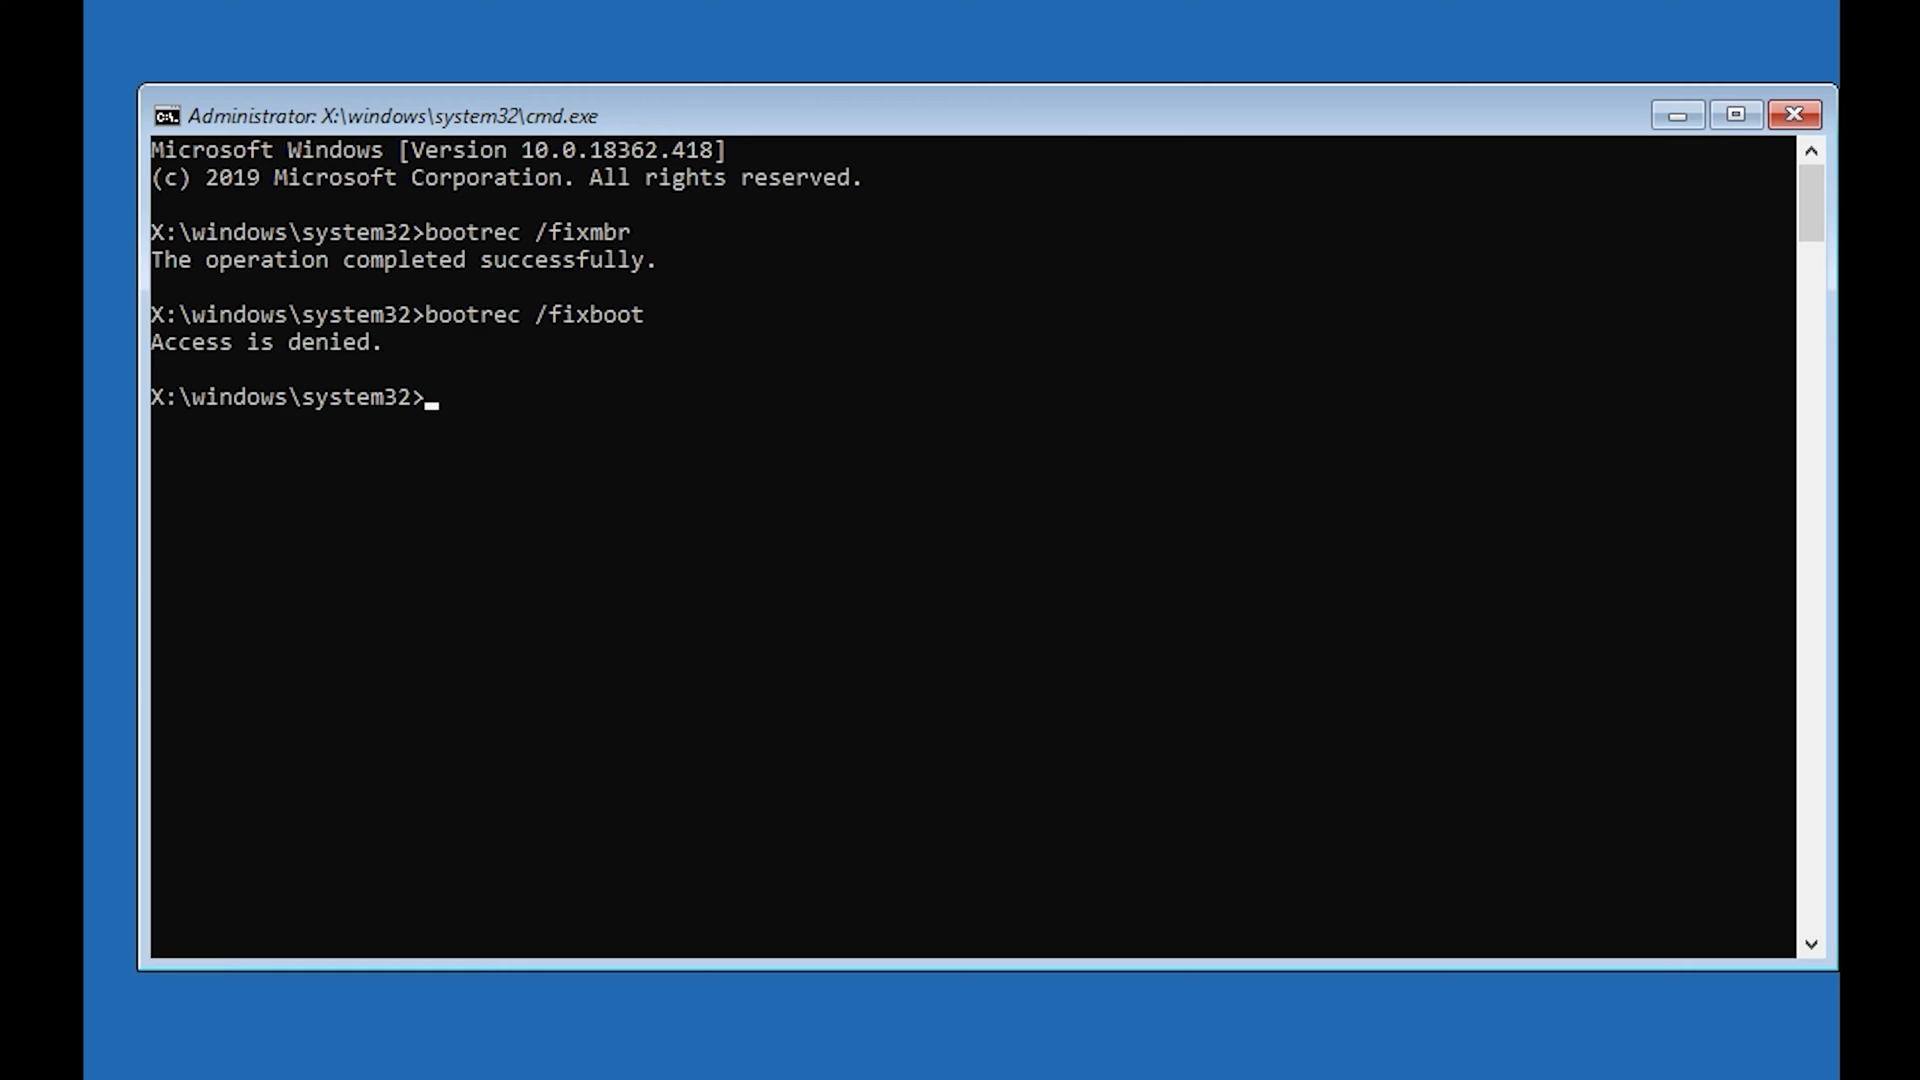 Administrator: X:\windows\system32\cmd.exe
Microsoft Windows [Version 10.0.18362.418]
(c) 2019 Microsoft Corporation. All rights reserved.
X:\windows\system32>bootrec /fixmbr
The operation completed successfully.
X:\windows\system32>bootrec /fixboot
Access is denied.
X:\windows\system32>